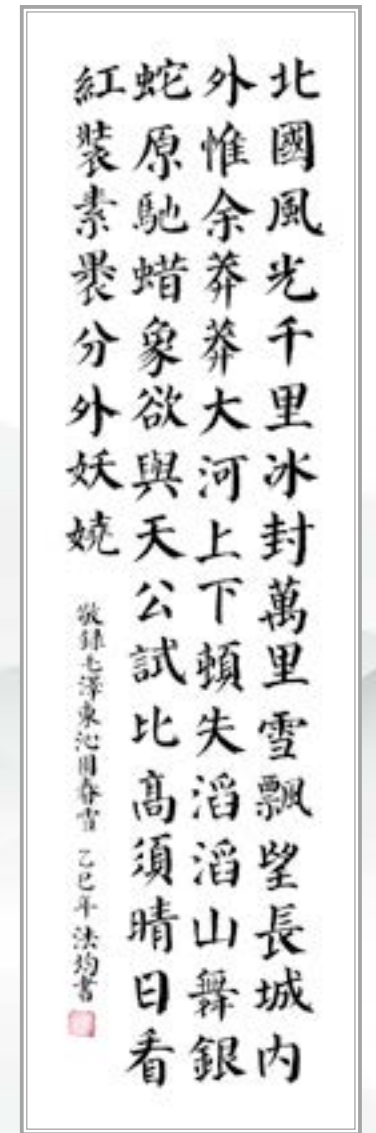 北國風光千里冰封萬里雪飄望長城内
外惟余莽莽大河上下頓失滔滔山舞銀
蛇原馳蜡象欲與天公試比髙須晴日看
紅裝素裹分外妖嬈
敬録毛澤東沁園春雪 乙巳年法均書